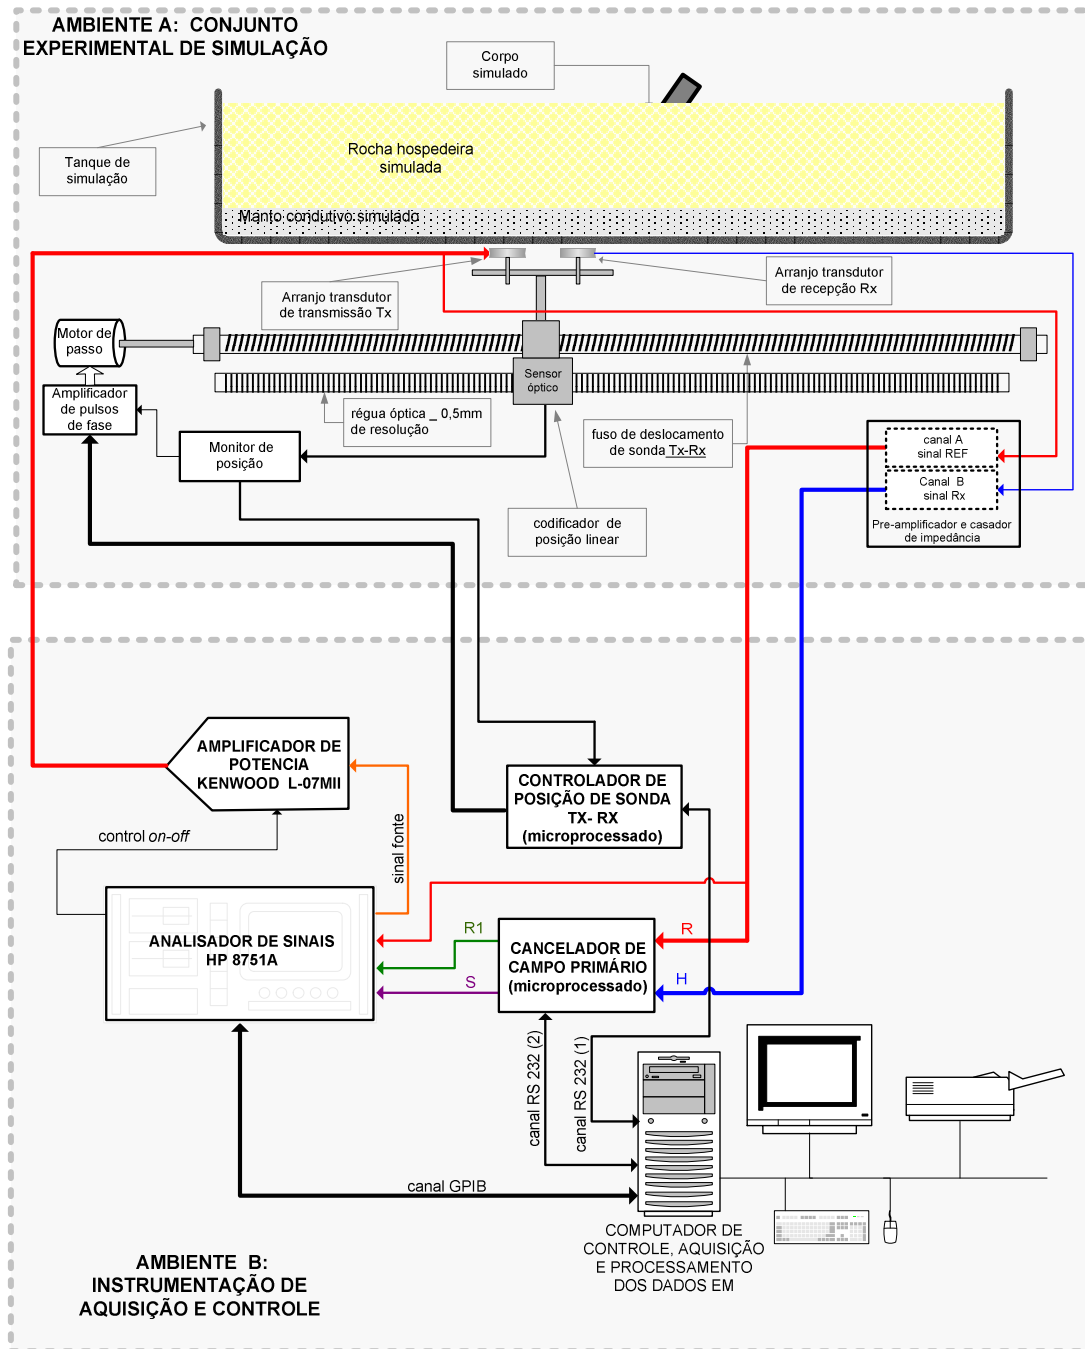 AMBIENTE A: CONJUNTO
EXPERIMENTAL DE SIMULAÇÃO
Corpo
simulado
Tanque de
simulação
Rocha hospedeira
simulada
Manto condutivo simulado
Arranjo transdutor
de transmissão Tx
Arranjo transdutor
de recepção Rx
Motor de
passo
Sensor
óptico
Amplificador
de pulsos
de fase
régua óptica _ 0,5mm
de resolução
fuso de deslocamento
de sonda Tx-Rx
Monitor de
posição
canal A
sinal REF
Canal B
sinal Rx
Pre-amplificador e casador
de impedância
codificador de
posição linear
AMPLIFICADOR DE
POTENCIA
KENWOOD L-07MII
CONTROLADOR DE
POSIÇÃO DE SONDA
TX- RX
(microprocessado)
control on-off
sinal fonte
ANALISADOR DE SINAIS
HP 8751A
R1
S
CANCELADOR DE
CAMPO PRIMÁRIO
(microprocessado)
R
H
canal RS 232 (2)
canal RS 232 (1)
canal GPIB
COMPUTADOR DE
CONTROLE, AQUISIÇÃO
E PROCESSAMENTO
DOS DADOS EM
AMBIENTE B:
INSTRUMENTAÇÃO DE
AQUISIÇÃO E CONTROLE